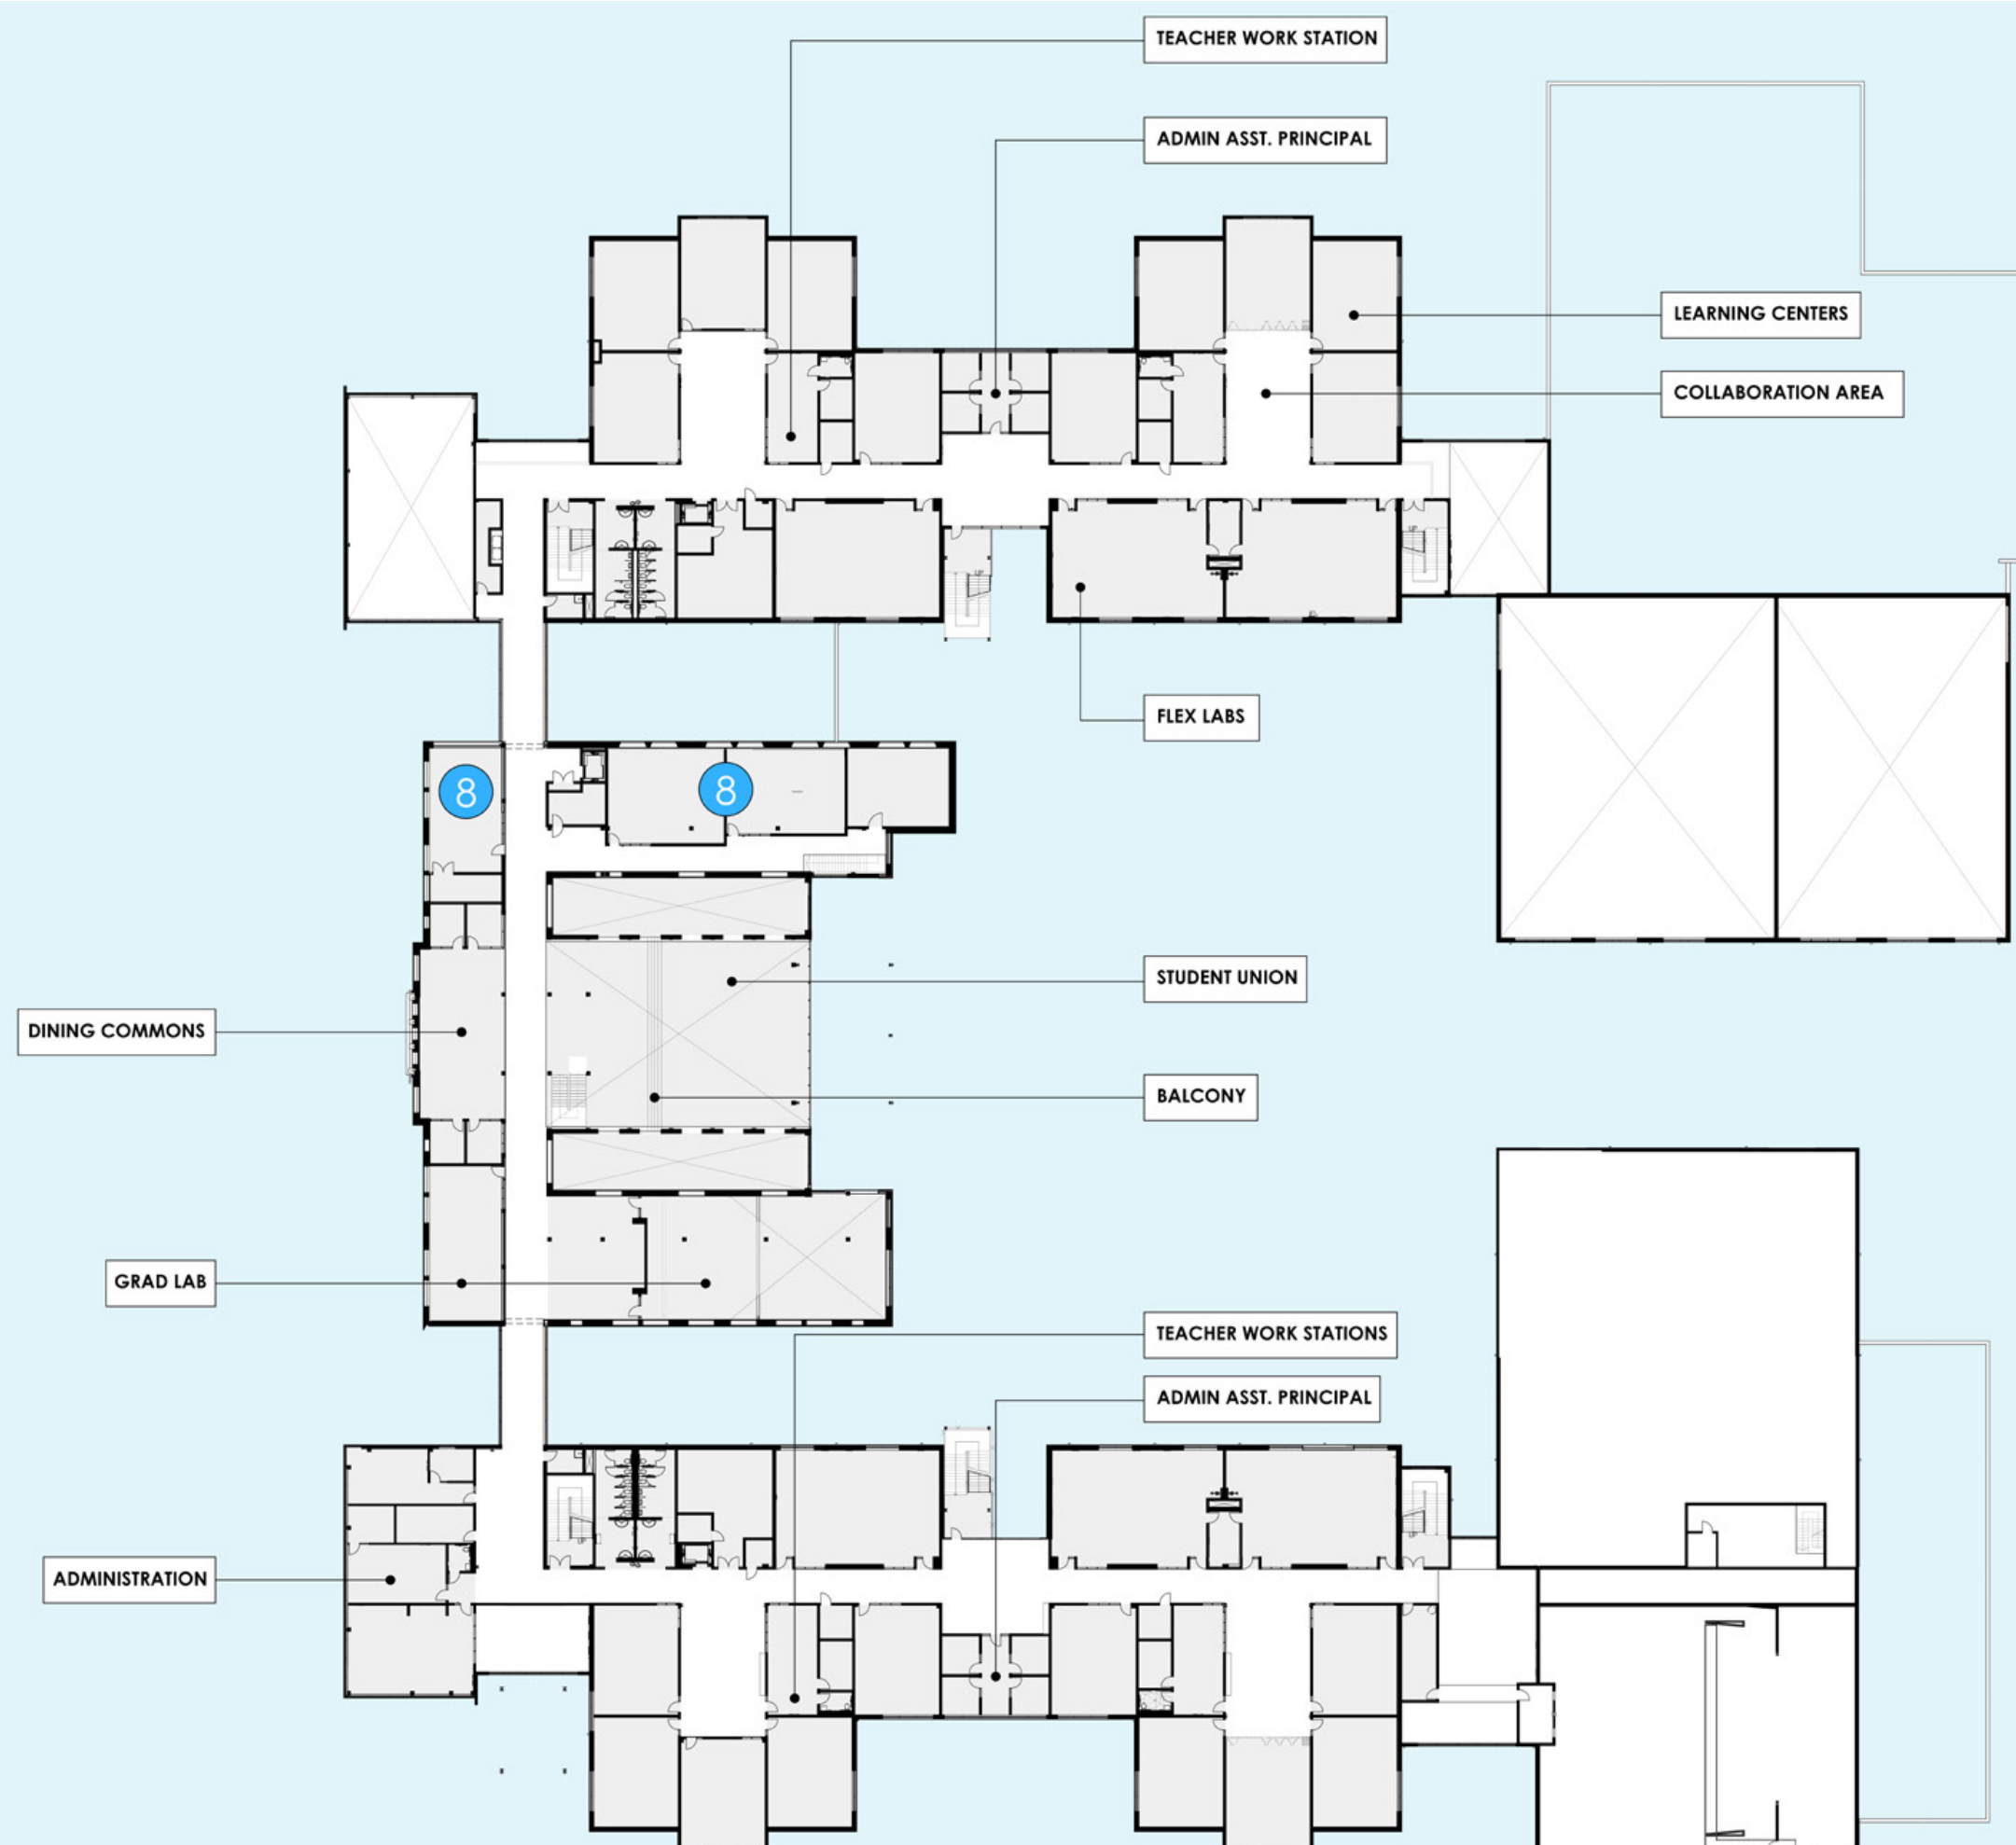 TEACHER WORK STATION
ADMIN ASST. PRINCIPAL
LEARNING CENTERS
COLLABORATION AREA
FLEX LABS
8
8
STUDENT UNION
DINING COMMONS
BALCONY
GRAD LAB
TEACHER WORK STATIONS
ADMIN ASST. PRINCIPAL
ADMINISTRATION